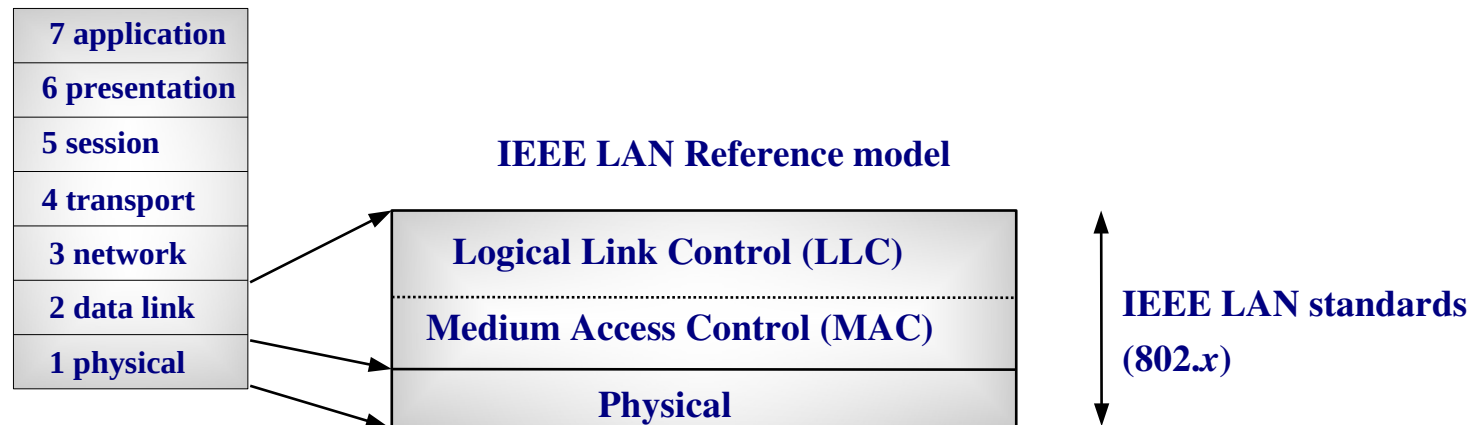 7 application
6 presentation
5 session
4 transport
3 network
2 data link
1 physical
IEEE LAN Reference model
Logical Link Control (LLC)
Medium Access Control (MAC)
Physical
IEEE LAN standards
(802.x)